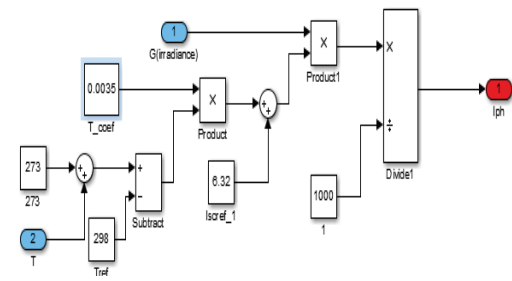 1
G(irradiance)
×
Product1
×
÷
Divide1
1
Iph
0.0035
T_coef
×
Product
+
+
6.32
Iscref_1
1000
1
273
273
+
+
+
−
Subtract
2
T
298
Tref